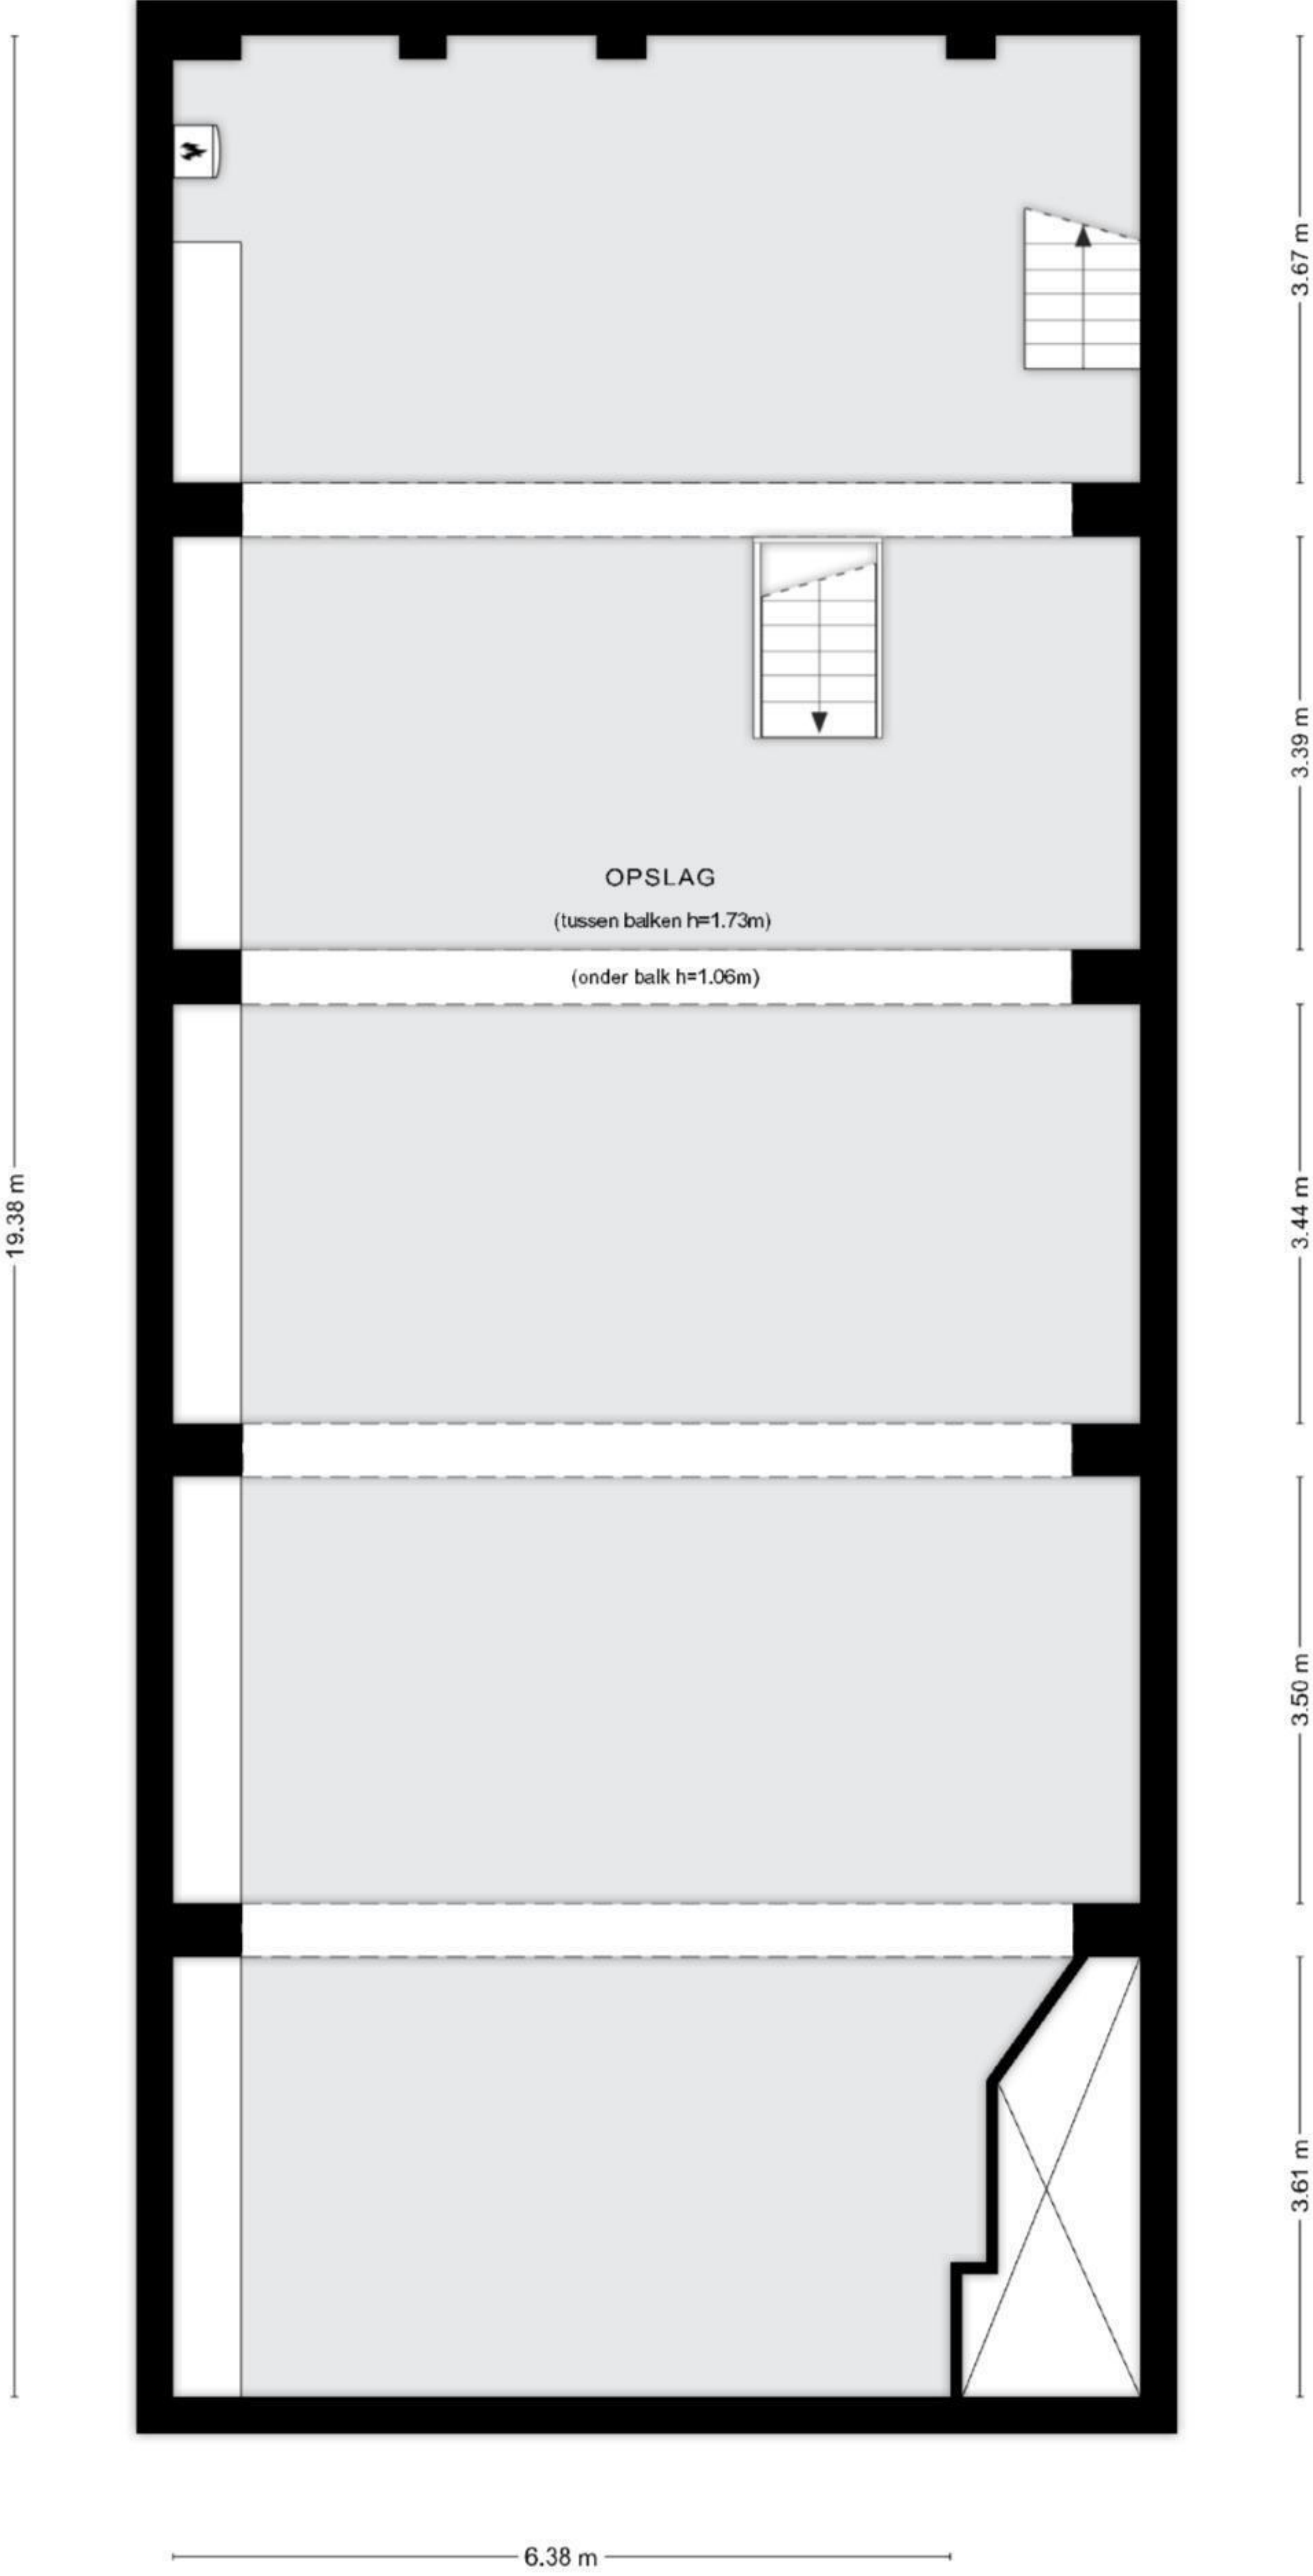 3.67 m
3.39 m
OPSLAG
(tussen balken h=1.73m)
(onder balk h=1.06m)
19.38 m
3.44 m
3.50 m
3.61 m
6.38 m